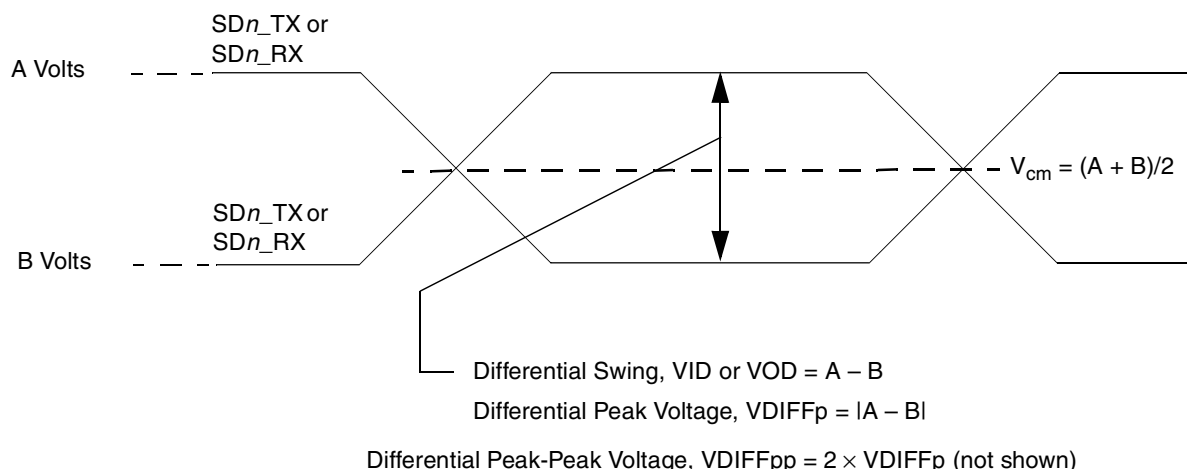 SDn_TX or
SDn_RX
A Volts
Vcm = (A + B)/2
SDn_TX or
SDn_RX
B Volts
Differential Swing, VID or VOD = A – B
Differential Peak Voltage, VDIFFp = |A – B|
Differential Peak-Peak Voltage, VDIFFpp = 2 × VDIFFp (not shown)